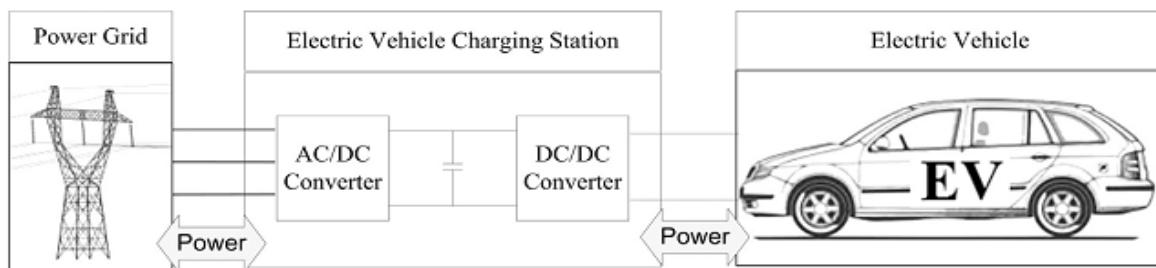 Power Grid
Electric Vehicle Charging Station
Electric Vehicle
AC/DC
Converter
DC/DC
Converter
EV
Power
Power